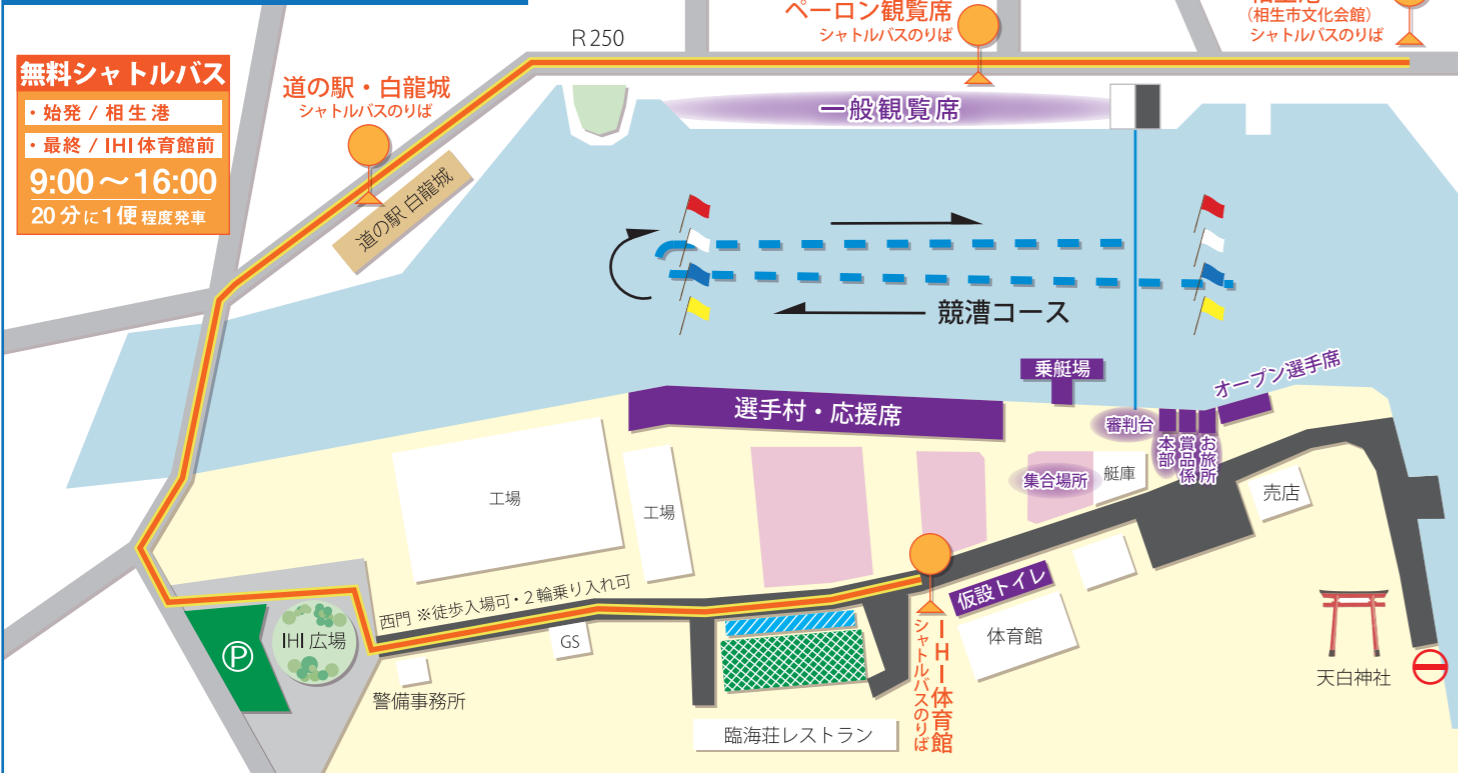 ペーロン観覧席
シャトルバスのりば
(相生市文化会館)
シャトルバスのりば
R250
無料シャトルバス
・始発 / 相生港
・最終 / IHI体育館前
9:00～16:00
20分に1便程度発車
道の駅・白龍城
シャトルバスのりば
道の駅 白龍城
一般観覧席
競漕コース
乗艇場
オープン選手席
選手村・応援席
審判台
本部
賞品係
お旅所
集合場所
艇庫
売店
工場
工場
西門 ※徒歩入場可・2輪乗り入れ可
IHI広場
P
GS
警備事務所
仮設トイレ
体育館
IHI体育館
シャトルバスのりば
臨海荘レストラン
天白神社